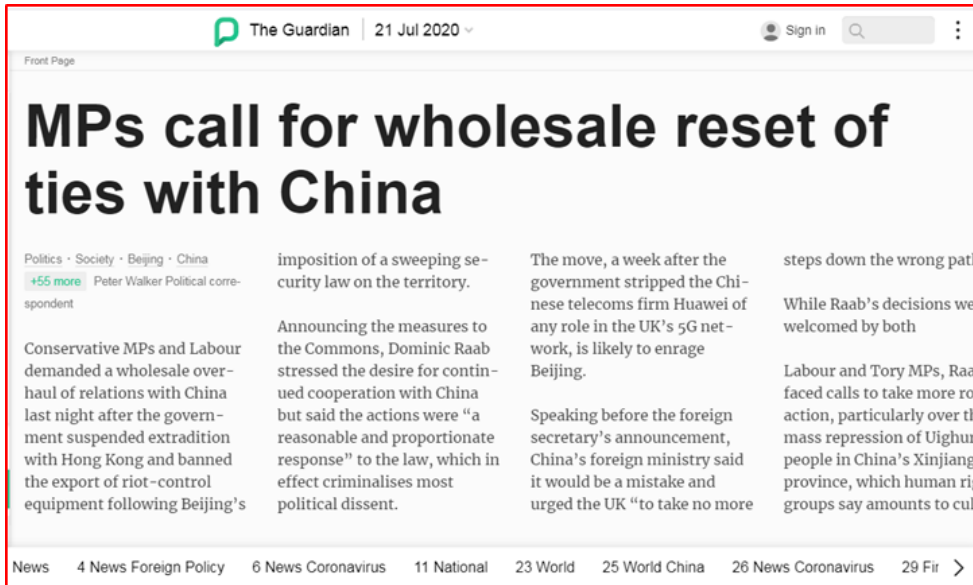 The Guardian 21 Jul 2020
Sign in
Front Page
MPs call for wholesale reset of
ties with China
Politics · Society · Beijing · China
+55 more Peter Walker Political corre-
spondent
Conservative MPs and Labour
demanded a wholesale over-
haul of relations with China
last night after the govern-
ment suspended extradition
with Hong Kong and banned
the export of riot-control
equipment following Beijing's
imposition of a sweeping se-
curity law on the territory.
Announcing the measures to
the Commons, Dominic Raab
stressed the desire for contin-
ued cooperation with China
but said the actions were “a
reasonable and proportionate
response” to the law, which in
effect criminalises most
political dissent.
The move, a week after the
government stripped the Chi-
nese telecoms firm Huawei of
any role in the UK's 5G net-
work, is likely to enrage
Beijing.
Speaking before the foreign
secretary's announcement,
China's foreign ministry said
it would be a mistake and
urged the UK “to take no more
steps down the wrong
While Raab's decisions
welcomed by both
Labour and Tory MPs,
faced calls to take more
action, particularly over
mass repression of
people in China's Xinjiang
province, which human
groups say amounts to
News 4 News Foreign Policy 6 News Coronavirus 11 National 23 World 25 World China 26 News Coronavirus 29